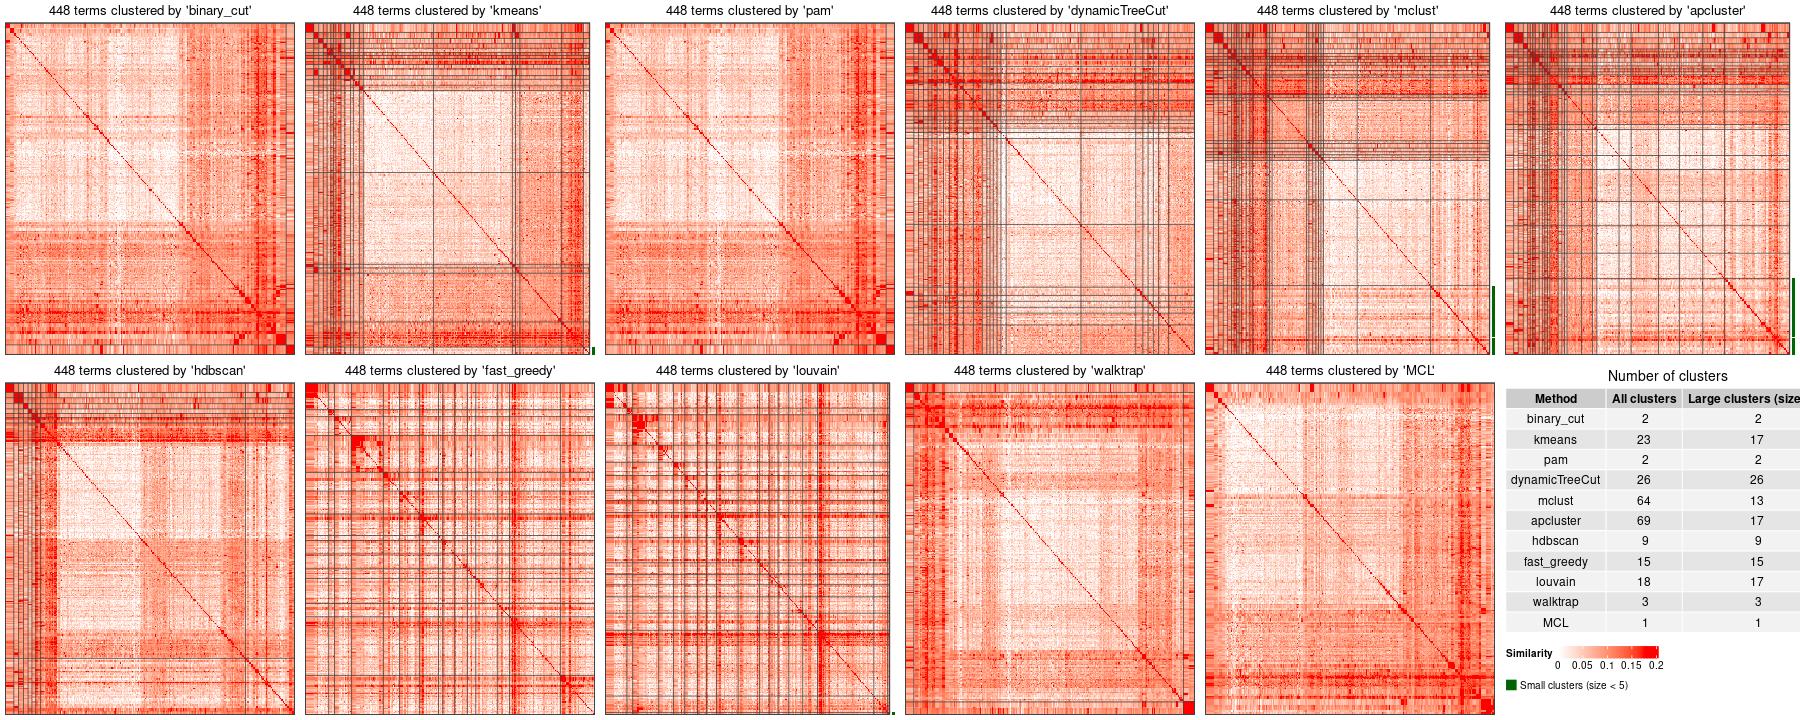 448 terms clustered by 'binary_cut'
448 terms clustered by 'kmeans'
448 terms clustered by 'pam'
448 terms clustered by 'dynamicTreeCut'
448 terms clustered by 'mclust'
448 terms clustered by 'apcluster'
448 terms clustered by 'hdbscan'
448 terms clustered by 'fast_greedy'
448 terms clustered by 'louvain'
448 terms clustered by 'walktrap'
448 terms clustered by 'MCL'
Number of clusters
Method All clusters Large clusters (size
binary_cut 2 2
kmeans 23 17
pam 2 2
dynamicTreeCut 26 26
mclust 64 13
apcluster 69 17
hdbscan 9 9
fast_greedy 15 15
louvain 18 17
walktrap 3 3
MCL 1 1
Similarity
0 0.05 0.1 0.15 0.2
Small clusters (size < 5)